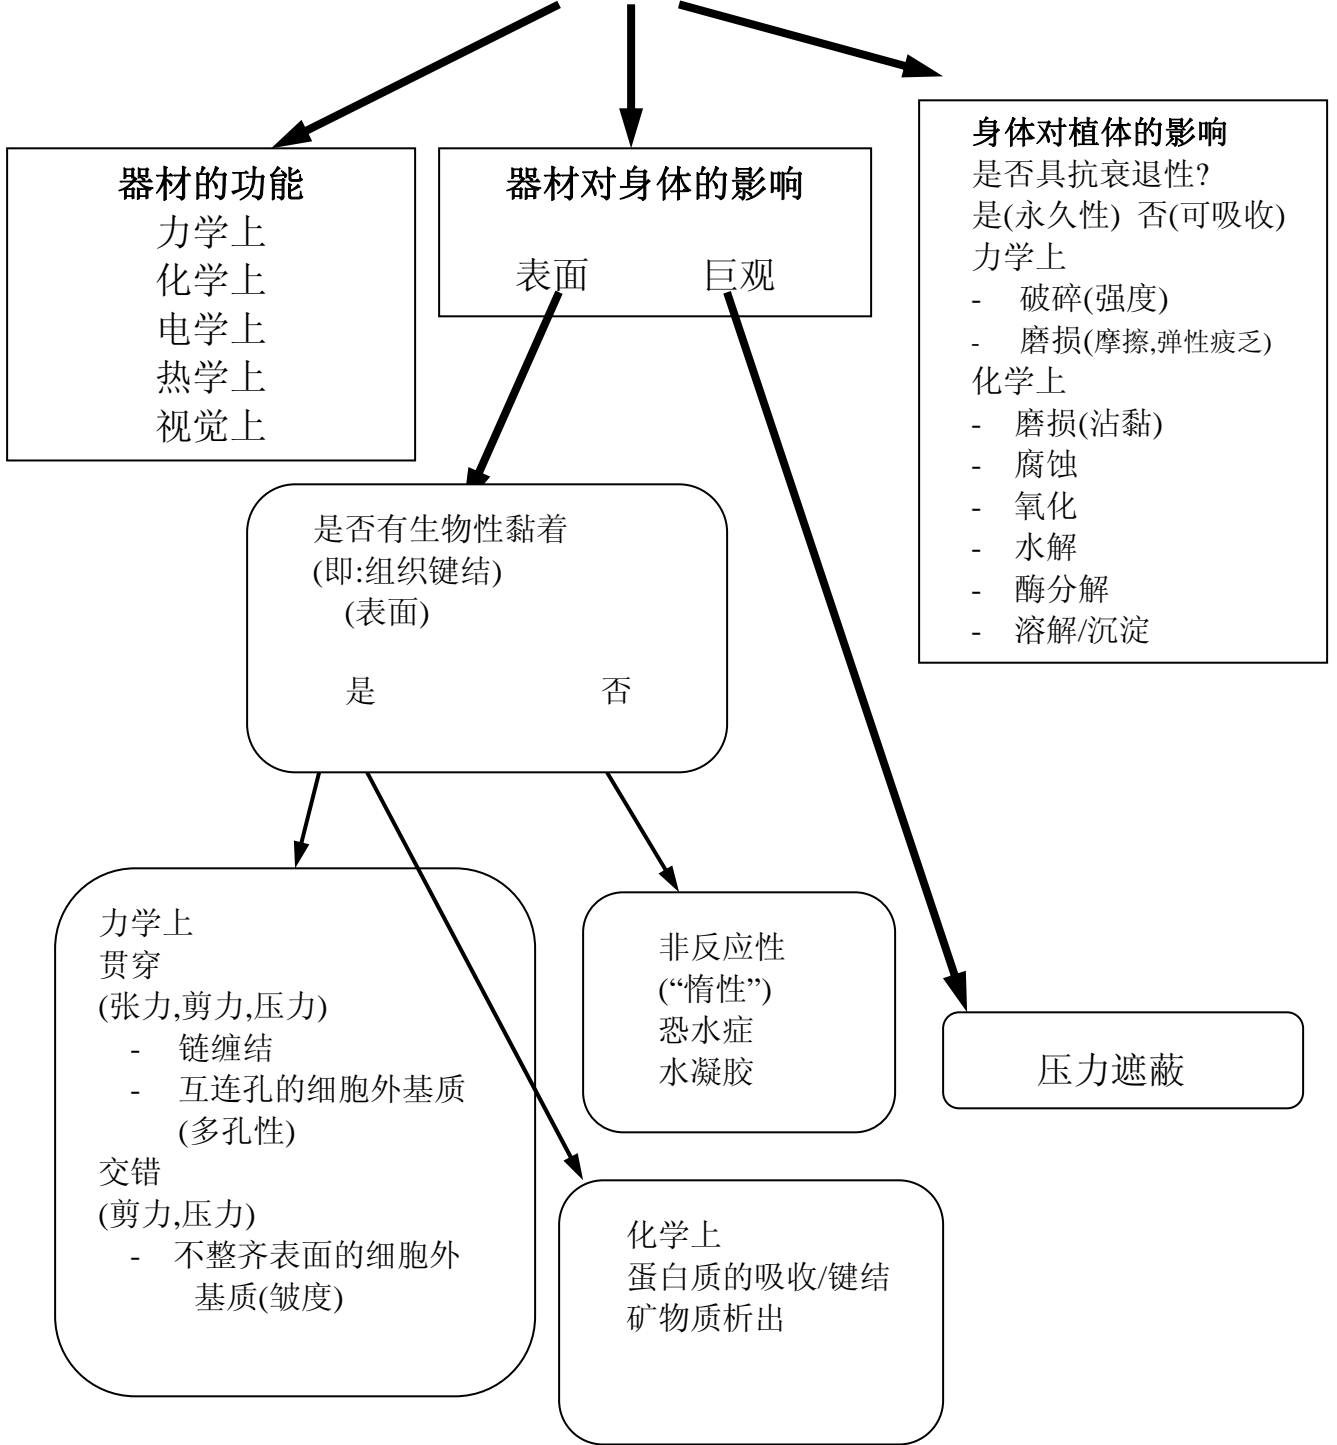 器材的功能
力学上
化学上
电学上
热学上
视觉上
器材对身体的影响
表面 巨观
身体对植体的影响
是否具抗衰退性?
是(永久性) 否(可吸收)
力学上
- 破碎(强度)
- 磨损(摩擦,弹性疲乏)
化学上
- 磨损(沾黏)
- 腐蚀
- 氧化
- 水解
- 酶分解
- 溶解/沉淀
是否有生物性黏着
(即:组织键结)
(表面)
是 否
力学上
贯穿
(张力,剪力,压力)
- 链缠结
- 互连孔的细胞外基质
(多孔性)
交错
(剪力,压力)
- 不整齐表面的细胞外
基质(皱度)
非反应性
(“惰性”)
恐水症
水凝胶
压力遮蔽
化学上
蛋白质的吸收/键结
矿物质析出